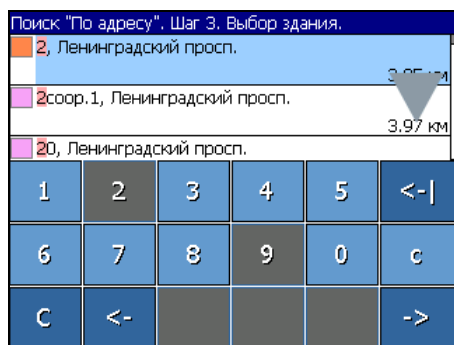 Поиск "По адресу". Шаг 3. Выбор здания.
2, Ленинградский просп.
2соор.1, Ленинградский просп.
3.97 км
20, Ленинградский просп.
1 2 3 4 5 <-|
6 7 8 9 0 с
С <- ->